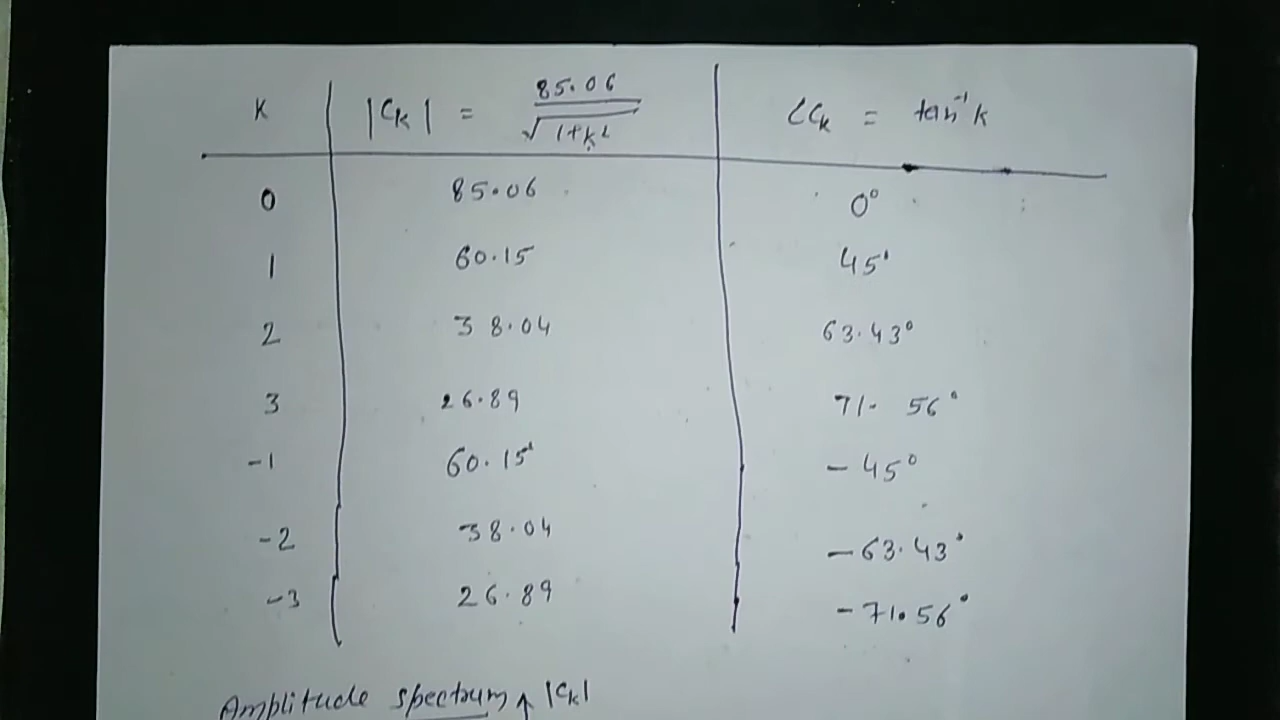 K |Ck| = 85.06 / √1+k² ∠Ck = tan⁻¹k
0 85.06 0°
1 60.15 45°
2 38.04 63.43°
3 26.89 71.56°
-1 60.15 -45°
-2 38.04 -63.43°
-3 26.89 -71.56°
Amplitude spectrum ↑ |Ck|